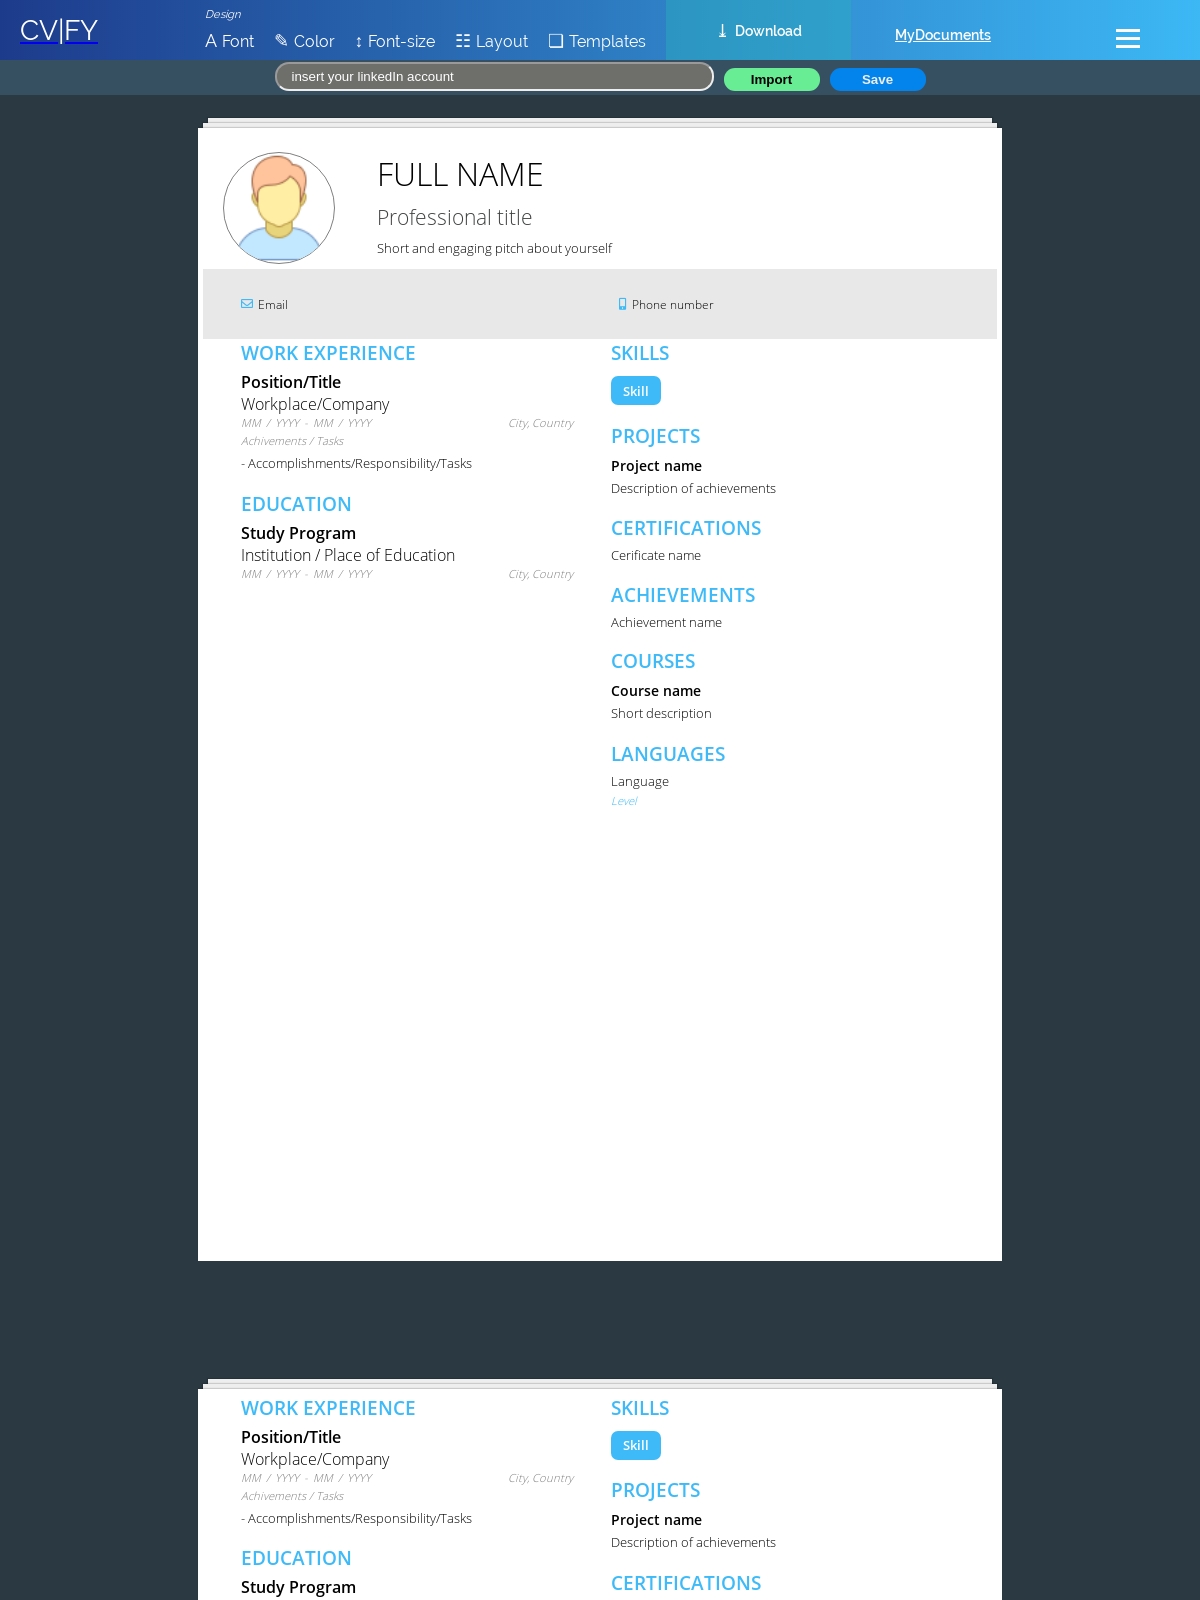 CV|FY
Design
A Font ✎ Color ↕ Font-size ☷ Layout ❏ Templates
⤓ Download
MyDocuments
insert your linkedIn account
Import
Save
FULL NAME
Professional title
Short and engaging pitch about yourself
Email
Phone number
WORK EXPERIENCE
Position/Title
Workplace/Company
MM / YYYY - MM / YYYY City, Country
Achivements / Tasks
- Accomplishments/Responsibility/Tasks
EDUCATION
Study Program
Institution / Place of Education
MM / YYYY - MM / YYYY City, Country
SKILLS
Skill
PROJECTS
Project name
Description of achievements
CERTIFICATIONS
Cerificate name
ACHIEVEMENTS
Achievement name
COURSES
Course name
Short description
LANGUAGES
Language
Level
WORK EXPERIENCE
Position/Title
Workplace/Company
MM / YYYY - MM / YYYY City, Country
Achivements / Tasks
- Accomplishments/Responsibility/Tasks
EDUCATION
Study Program
SKILLS
Skill
PROJECTS
Project name
Description of achievements
CERTIFICATIONS